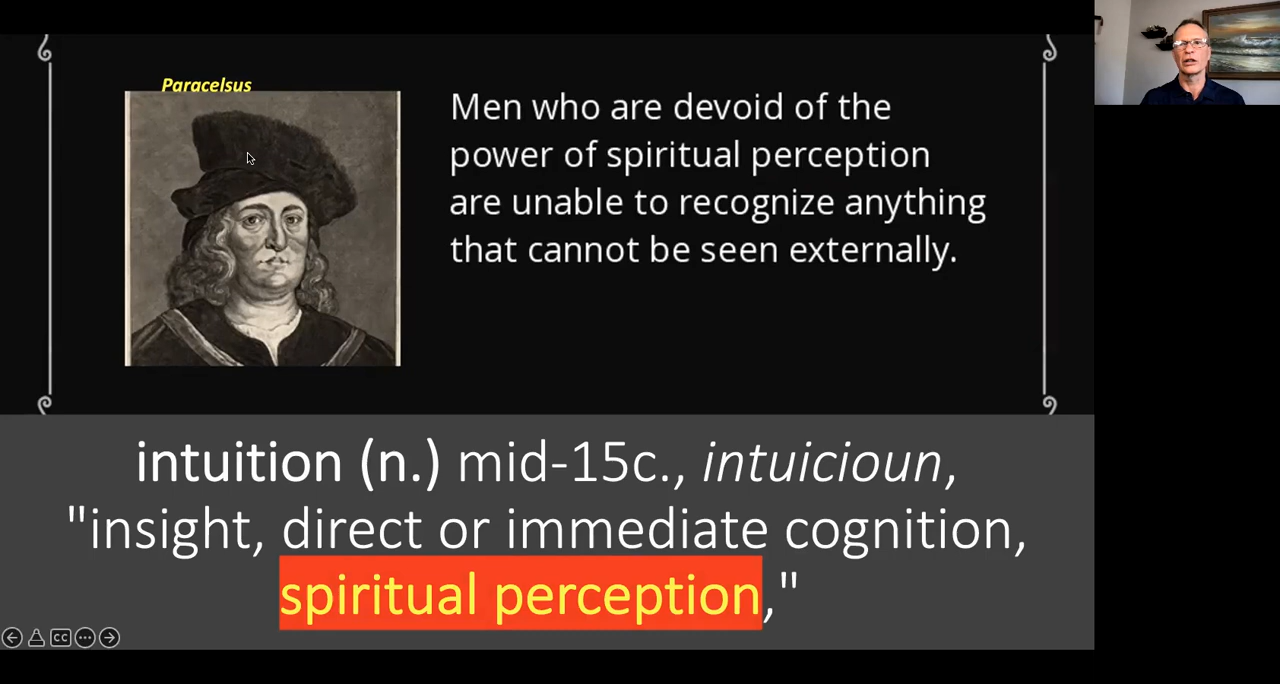 Paracelsus
Men who are devoid of the
power of spiritual perception
are unable to recognize anything
that cannot be seen externally.
intuition (n.) mid-15c., intuicioun,
"insight, direct or immediate cognition,
spiritual perception,"
CC